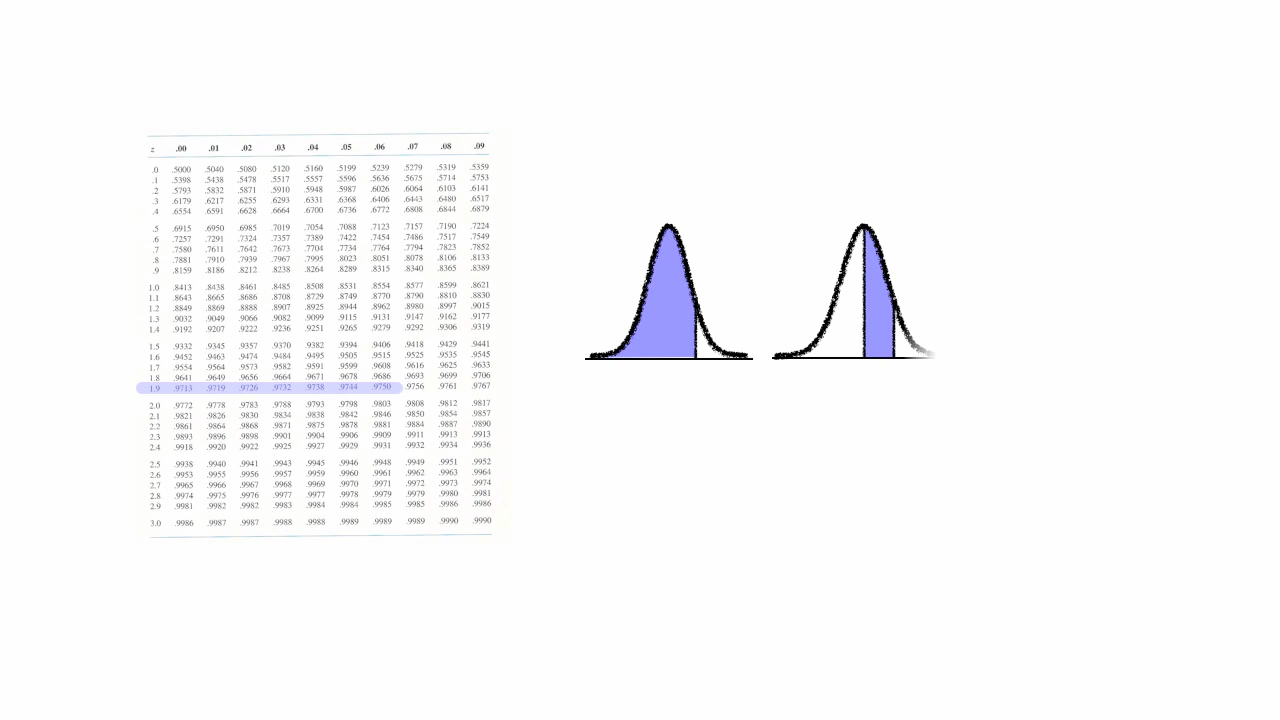 z .00 .01 .02 .03 .04 .05 .06 .07 .08 .09
.0 .5000 .5040 .5080 .5120 .5160 .5199 .5239 .5279 .5319 .5359
.1 .5398 .5438 .5478 .5517 .5557 .5596 .5636 .5675 .5714 .5753
.2 .5793 .5832 .5871 .5910 .5948 .5987 .6026 .6064 .6103 .6141
.3 .6179 .6217 .6255 .6293 .6331 .6368 .6406 .6443 .6480 .6517
.4 .6554 .6591 .6628 .6664 .6700 .6736 .6772 .6808 .6844 .6879
.5 .6915 .6950 .6985 .7019 .7054 .7088 .7123 .7157 .7190 .7224
.6 .7257 .7291 .7324 .7357 .7389 .7422 .7454 .7486 .7517 .7549
.7 .7580 .7611 .7642 .7673 .7704 .7734 .7764 .7794 .7823 .7852
.8 .7881 .7910 .7939 .7967 .7995 .8023 .8051 .8078 .8106 .8133
.9 .8159 .8186 .8212 .8238 .8264 .8289 .8315 .8340 .8365 .8389
1.0 .8413 .8438 .8461 .8485 .8508 .8531 .8554 .8577 .8599 .8621
1.1 .8643 .8665 .8686 .8708 .8729 .8749 .8770 .8790 .8810 .8830
1.2 .8849 .8869 .8888 .8907 .8925 .8944 .8962 .8980 .8997 .9015
1.3 .9032 .9049 .9066 .9082 .9099 .9115 .9131 .9147 .9162 .9177
1.4 .9192 .9207 .9222 .9236 .9251 .9265 .9279 .9292 .9306 .9319
1.5 .9332 .9345 .9357 .9370 .9382 .9394 .9406 .9418 .9429 .9441
1.6 .9452 .9463 .9474 .9484 .9495 .9505 .9515 .9525 .9535 .9545
1.7 .9554 .9564 .9573 .9582 .9591 .9599 .9608 .9616 .9625 .9633
1.8 .9641 .9649 .9656 .9664 .9671 .9678 .9686 .9693 .9699 .9706
1.9 .9713 .9719 .9726 .9732 .9738 .9744 .9750 .9756 .9761 .9767
2.0 .9772 .9778 .9783 .9788 .9793 .9798 .9803 .9808 .9812 .9817
2.1 .9821 .9826 .9830 .9834 .9838 .9842 .9846 .9850 .9854 .9857
2.2 .9861 .9864 .9868 .9871 .9875 .9878 .9881 .9884 .9887 .9890
2.3 .9893 .9896 .9898 .9901 .9904 .9906 .9909 .9911 .9913 .9913
2.4 .9918 .9920 .9922 .9925 .9927 .9929 .9931 .9932 .9934 .9936
2.5 .9938 .9940 .9941 .9943 .9945 .9946 .9948 .9949 .9951 .9952
2.6 .9953 .9955 .9956 .9957 .9959 .9960 .9961 .9962 .9963 .9964
2.7 .9965 .9966 .9967 .9968 .9969 .9970 .9971 .9972 .9973 .9974
2.8 .9974 .9975 .9976 .9977 .9977 .9978 .9979 .9979 .9980 .9981
2.9 .9981 .9982 .9982 .9983 .9984 .9984 .9985 .9985 .9986 .9986
3.0 .9986 .9987 .9987 .9988 .9988 .9989 .9989 .9989 .9990 .9990